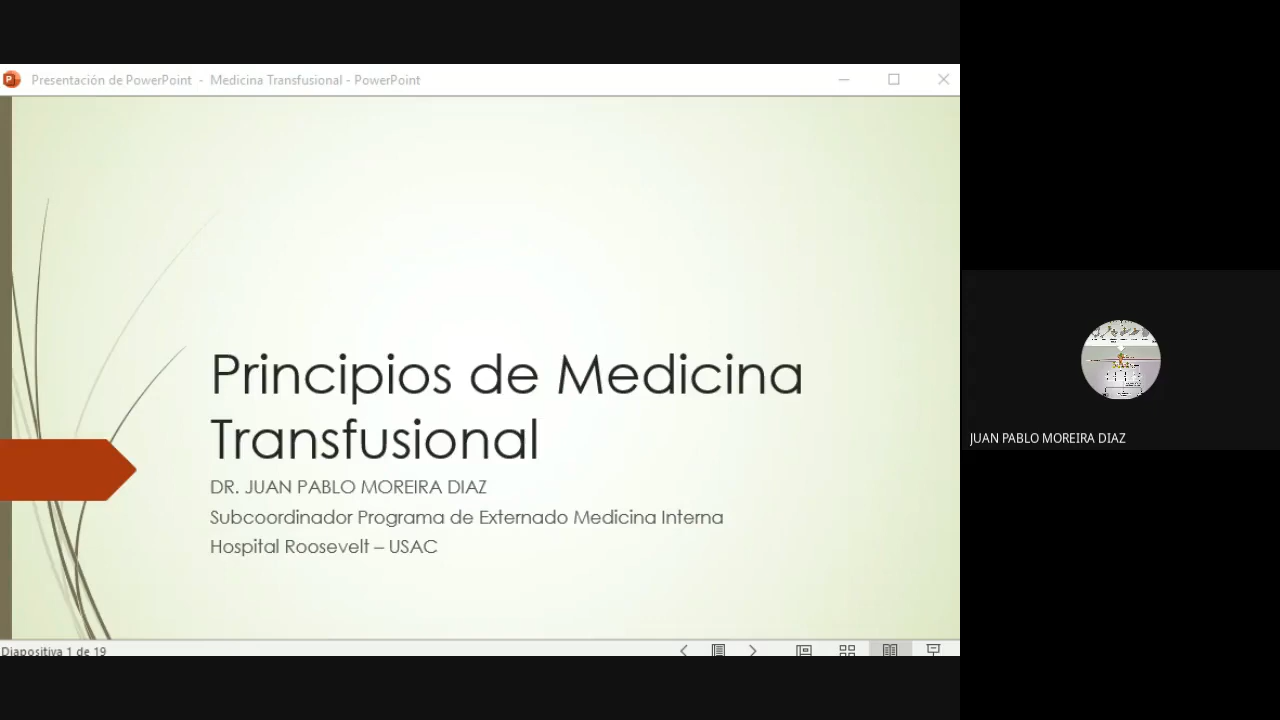 Presentación de PowerPoint - Medicina Transfusional - PowerPoint
Principios de Medicina
Transfusional
DR. JUAN PABLO MOREIRA DIAZ
Subcoordinador Programa de Externado Medicina Interna
Hospital Roosevelt – USAC
JUAN PABLO MOREIRA DIAZ
Diapositiva 1 de 19